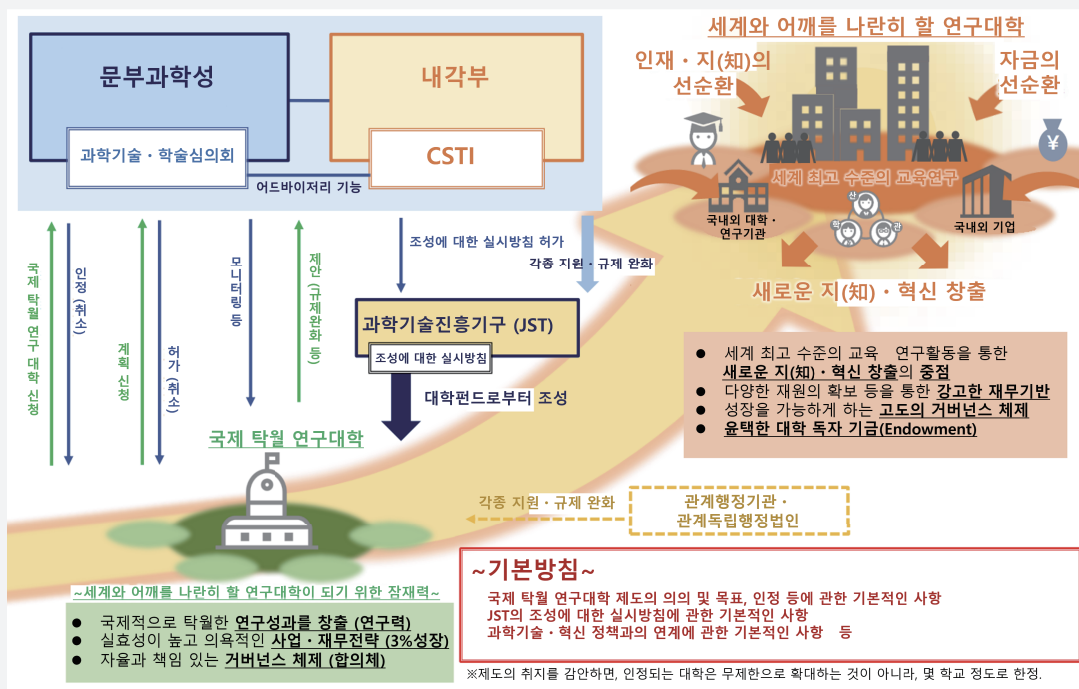 세계와 어깨를 나란히 할 연구대학
인재・지(知)의
선순환
자금의
선순환
문부과학성
내각부
과학기술・학술심의회
CSTI
어드바이저리 기능
¥
세계 최고 수준의 교육연구
산
학
관
국내외 대학・
연구기관
국내외 기업
새로운 지(知)・혁신 창출
국제 탁월 연구 대학 신청
인정 (취소)
계획 신청
허가 (취소)
모니터링 등
제안 (규제완화 등)
조성에 대한 실시방침 허가
각종 지원・규제 완화
과학기술진흥기구 (JST)
조성에 대한 실시방침
대학펀드로부터 조성
국제 탁월 연구대학
● 세계 최고 수준의 교육 연구활동을 통한
새로운 지(知)・혁신 창출의 중점
● 다양한 재원의 확보 등을 통한 강고한 재무기반
● 성장을 가능하게 하는 고도의 거버넌스 체제
● 윤택한 대학 독자 기금(Endowment)
각종 지원・규제 완화
관계행정기관・
관계독립행정법인
~세계와 어깨를 나란히 할 연구대학이 되기 위한 잠재력~
● 국제적으로 탁월한 연구성과를 창출 (연구력)
● 실효성이 높고 의욕적인 사업・재무전략 (3%성장)
● 자율과 책임 있는 거버넌스 체제 (합의체)
~기본방침~
국제 탁월 연구대학 제도의 의의 및 목표, 인정 등에 관한 기본적인 사항
JST의 조성에 대한 실시방침에 관한 기본적인 사항
과학기술・혁신 정책과의 연계에 관한 기본적인 사항 등
※제도의 취지를 감안하면, 인정되는 대학은 무제한으로 확대하는 것이 아니라, 몇 학교 정도로 한정.